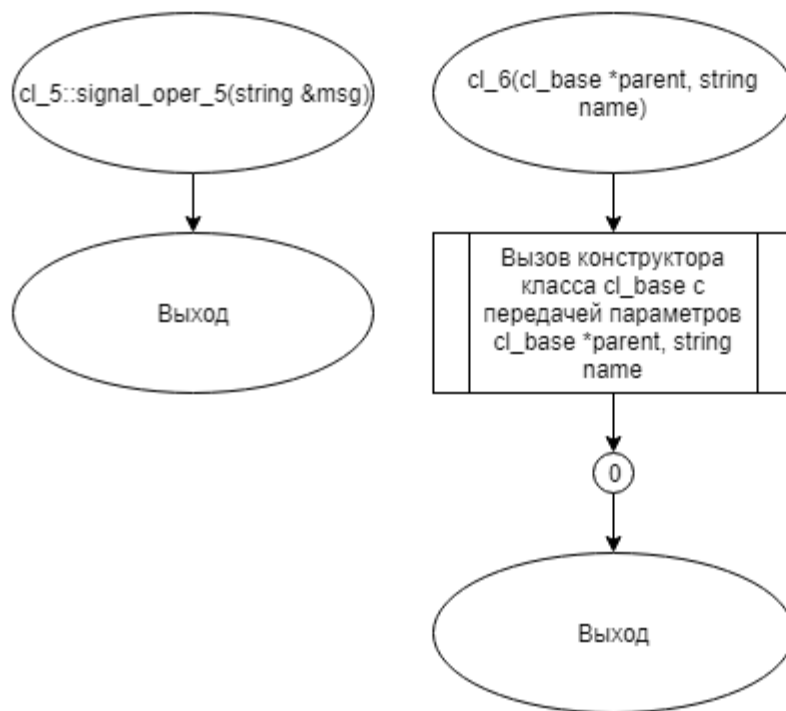 cl_5::signal_oper_5(string &msg)
Выход
cl_6(cl_base *parent, string
name)
Вызов конструктора
класса cl_base с
передачей параметров
cl_base *parent, string
name
0
Выход